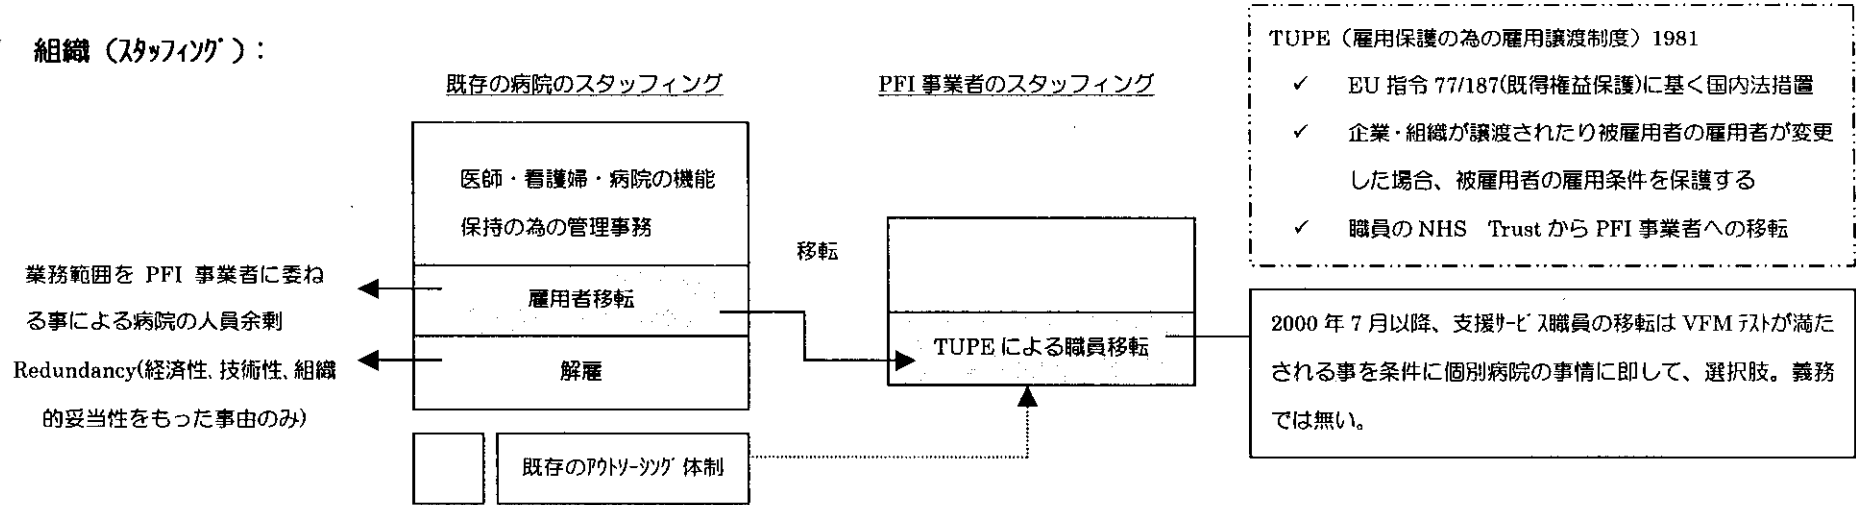 組織（ｽﾀｯﾌｨﾝｸﾞ）：
既存の病院のスタッフィング
PFI 事業者のスタッフィング
TUPE（雇用保護の為の雇用譲渡制度）1981
✓ EU 指令 77/187(既得権益保護)に基く国内法措置
✓ 企業・組織が譲渡されたり被雇用者の雇用者が変更
した場合、被雇用者の雇用条件を保護する
✓ 職員の NHS Trust から PFI 事業者への移転
医師・看護婦・病院の機能
保持の為の管理事務
移転
業務範囲を PFI 事業者に委ね
る事による病院の人員余剰
Redundancy(経済性、技術性、組織
的妥当性をもった事由のみ)
雇用者移転
解雇
既存のｱｳﾄｿｰｼﾝｸﾞ体制
TUPE による職員移転
2000 年 7 月以降、支援ｻｰﾋﾞｽ職員の移転は VFM ﾃｽﾄが満た
される事を条件に個別病院の事情に即して、選択肢。義務
では無い。